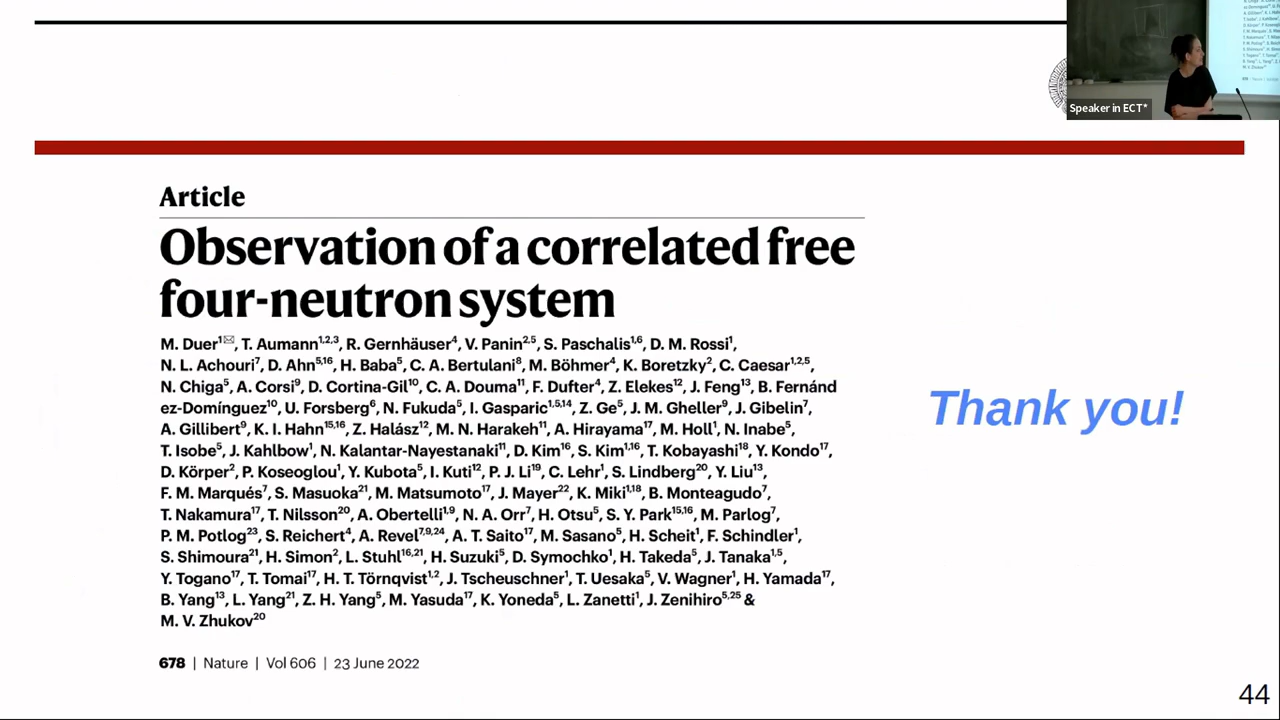 Speaker in ECT*
Article
Observation of a correlated free
four-neutron system
M. Duer1✉, T. Aumann1,2,3, R. Gernhäuser4, V. Panin2,5, S. Paschalis1,6, D. M. Rossi1,
N. L. Achouri7, D. Ahn5,16, H. Baba5, C. A. Bertulani8, M. Böhmer4, K. Boretzky2, C. Caesar1,2,5,
N. Chiga5, A. Corsi9, D. Cortina-Gil10, C. A. Douma11, F. Dufter4, Z. Elekes12, J. Feng13, B. Fernánd
ez-Domínguez10, U. Forsberg6, N. Fukuda5, I. Gasparic1,5,14, Z. Ge5, J. M. Gheller9, J. Gibelin7,
A. Gillibert9, K. I. Hahn15,16, Z. Halász12, M. N. Harakeh11, A. Hirayama17, M. Holl1, N. Inabe5,
T. Isobe5, J. Kahlbow1, N. Kalantar-Nayestanaki11, D. Kim16, S. Kim1,16, T. Kobayashi18, Y. Kondo17,
D. Körper2, P. Koseoglou1, Y. Kubota5, I. Kuti12, P. J. Li19, C. Lehr1, S. Lindberg20, Y. Liu13,
F. M. Marqués7, S. Masuoka21, M. Matsumoto17, J. Mayer22, K. Miki1,18, B. Monteagudo7,
T. Nakamura17, T. Nilsson20, A. Obertelli1,9, N. A. Orr7, H. Otsu5, S. Y. Park15,16, M. Parlog7,
P. M. Potlog23, S. Reichert4, A. Revel7,9,24, A. T. Saito17, M. Sasano5, H. Scheit1, F. Schindler1,
S. Shimoura21, H. Simon2, L. Stuhl16,21, H. Suzuki5, D. Symochko1, H. Takeda5, J. Tanaka1,5,
Y. Togano17, T. Tomai17, H. T. Törnqvist1,2, J. Tscheuschner1, T. Uesaka5, V. Wagner1, H. Yamada17,
B. Yang13, L. Yang21, Z. H. Yang5, M. Yasuda17, K. Yoneda5, L. Zanetti1, J. Zenihiro5,25 &
M. V. Zhukov20
678 | Nature | Vol 606 | 23 June 2022
Thank you!
44